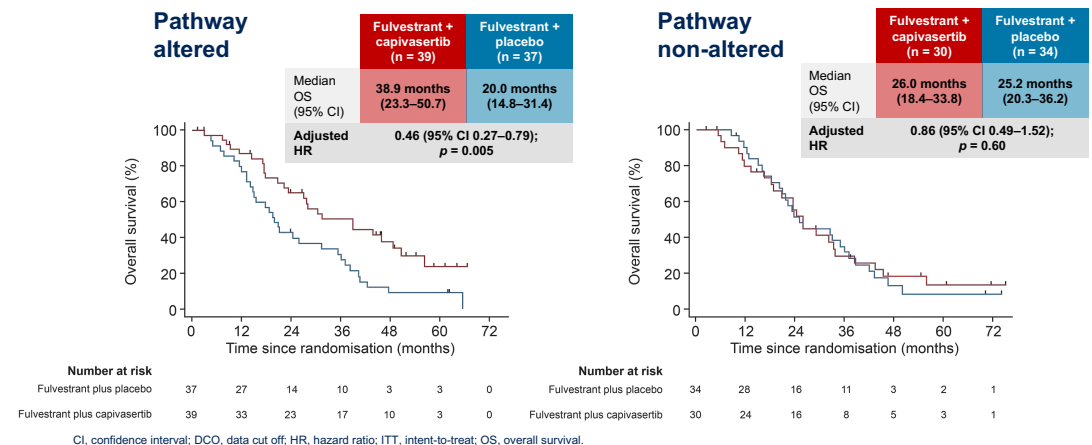 Pathway
altered
Fulvestrant +
capivasertib
(n = 39)
Fulvestrant +
placebo
(n = 37)
Median
OS
(95% CI)
38.9 months
(23.3–50.7)
20.0 months
(14.8–31.4)
Adjusted
HR
0.46 (95% CI 0.27–0.79);
p = 0.005
Overall survival (%)
100
80
60
40
20
0
0 12 24 36 48 60 72
Time since randomisation (months)
Number at risk
Fulvestrant plus placebo 37 27 14 10 3 3 0
Fulvestrant plus capivasertib 39 33 23 17 10 3 0
Pathway
non-altered
Fulvestrant +
capivasertib
(n = 30)
Fulvestrant +
placebo
(n = 34)
Median
OS
(95% CI)
26.0 months
(18.4–33.8)
25.2 months
(20.3–36.2)
Adjusted
HR
0.86 (95% CI 0.49–1.52);
p = 0.60
Overall survival (%)
100
80
60
40
20
0
0 12 24 36 48 60 72
Time since randomisation (months)
Number at risk
Fulvestrant plus placebo 34 28 16 11 3 2 1
Fulvestrant plus capivasertib 30 24 16 8 5 3 1
CI, confidence interval; DCO, data cut off; HR, hazard ratio; ITT, intent-to-treat; OS, overall survival.